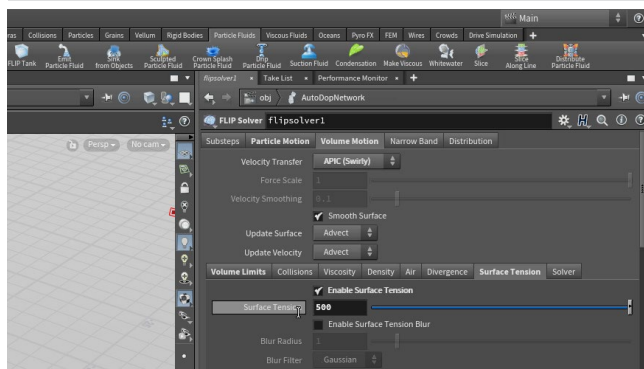 Main
ras Collisions Particles Grains Vellum Rigid Bodies Particle Fluids Viscous Fluids Oceans Pyro FX FEM Wires Crowds Drive Simulation +
FLIP Tank Emit Particle Fluid Sink from Objects Sculpted Particle Fluid Crown Splash Particle Fluid Drip Particle Fluid Suction Fluid Condensation Make Viscous Whitewater Slice Slice Along Line Distribute Particle Fluid
flipsolver1 × Take List × Performance Monitor × +
obj AutoDopNetwork
FLIP Solver flipsolver1
Substeps Particle Motion Volume Motion Narrow Band Distribution
Persp No cam
Velocity Transfer APIC (Swirly)
Force Scale 1
Velocity Smoothing 0.1
Smooth Surface
Update Surface Advect
Update Velocity Advect
Volume Limits Collisions Viscosity Density Air Divergence Surface Tension Solver
Enable Surface Tension
Surface Tension 500
Enable Surface Tension Blur
Blur Radius 1
Blur Filter Gaussian